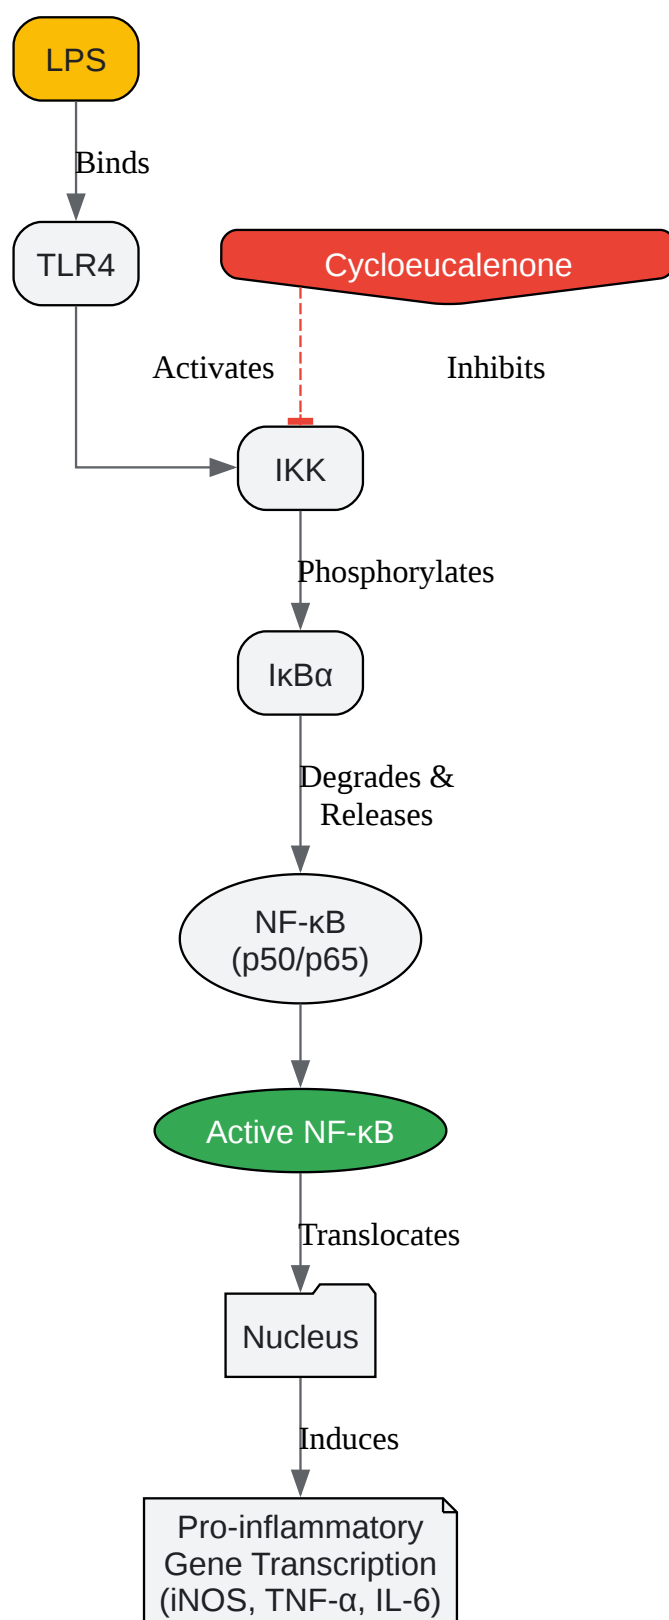 LPS
Binds
TLR4
Cycloeucalenone
Activates
Inhibits
IKK
Phosphorylates
IκBα
Degrades &
Releases
NF-κB
(p50/p65)
Active NF-κB
Translocates
Nucleus
Induces
Pro-inflammatory
Gene Transcription
(iNOS, TNF-α, IL-6)